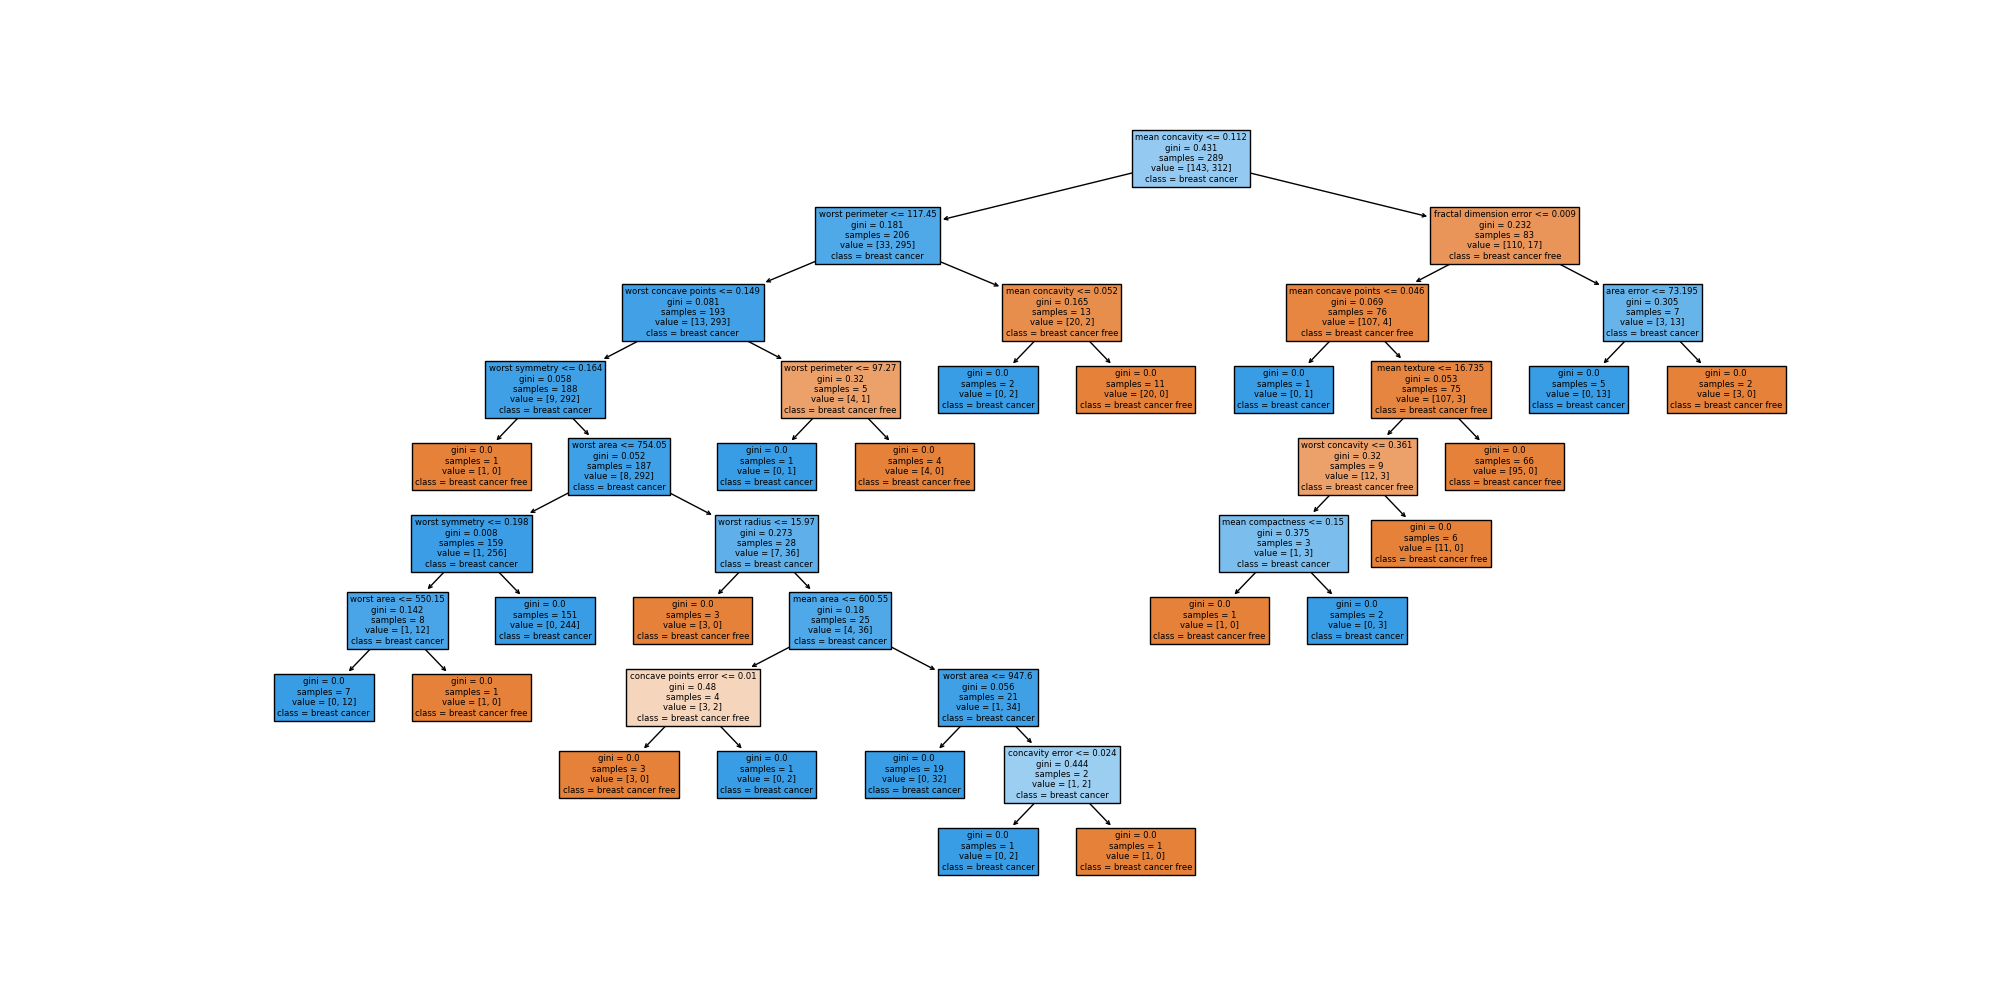 mean concavity <= 0.112
gini = 0.431
samples = 289
value = [143, 312]
class = breast cancer
worst perimeter <= 117.45
gini = 0.181
samples = 206
value = [33, 295]
class = breast cancer
fractal dimension error <= 0.009
gini = 0.232
samples = 83
value = [110, 17]
class = breast cancer free
worst concave points <= 0.149
gini = 0.081
samples = 193
value = [13, 293]
class = breast cancer
mean concavity <= 0.052
gini = 0.165
samples = 13
value = [20, 2]
class = breast cancer free
mean concave points <= 0.046
gini = 0.069
samples = 76
value = [107, 4]
class = breast cancer free
area error <= 73.195
gini = 0.305
samples = 7
value = [3, 13]
class = breast cancer
worst symmetry <= 0.164
gini = 0.058
samples = 188
value = [9, 292]
class = breast cancer
worst perimeter <= 97.27
gini = 0.32
samples = 5
value = [4, 1]
class = breast cancer free
gini = 0.0
samples = 2
value = [0, 2]
class = breast cancer
gini = 0.0
samples = 11
value = [20, 0]
class = breast cancer free
gini = 0.0
samples = 1
value = [0, 1]
class = breast cancer
mean texture <= 16.735
gini = 0.053
samples = 75
value = [107, 3]
class = breast cancer free
gini = 0.0
samples = 5
value = [0, 13]
class = breast cancer
gini = 0.0
samples = 2
value = [3, 0]
class = breast cancer free
gini = 0.0
samples = 1
value = [1, 0]
class = breast cancer free
worst area <= 754.05
gini = 0.052
samples = 187
value = [8, 292]
class = breast cancer
gini = 0.0
samples = 1
value = [0, 1]
class = breast cancer
gini = 0.0
samples = 4
value = [4, 0]
class = breast cancer free
worst concavity <= 0.361
gini = 0.32
samples = 9
value = [12, 3]
class = breast cancer free
gini = 0.0
samples = 66
value = [95, 0]
class = breast cancer free
worst symmetry <= 0.198
gini = 0.008
samples = 159
value = [1, 256]
class = breast cancer
worst radius <= 15.97
gini = 0.273
samples = 28
value = [7, 36]
class = breast cancer
mean compactness <= 0.15
gini = 0.375
samples = 3
value = [1, 3]
class = breast cancer
gini = 0.0
samples = 6
value = [11, 0]
class = breast cancer free
worst area <= 550.15
gini = 0.142
samples = 8
value = [1, 12]
class = breast cancer
gini = 0.0
samples = 151
value = [0, 244]
class = breast cancer
gini = 0.0
samples = 3
value = [3, 0]
class = breast cancer free
mean area <= 600.55
gini = 0.18
samples = 25
value = [4, 36]
class = breast cancer
gini = 0.0
samples = 1
value = [1, 0]
class = breast cancer free
gini = 0.0
samples = 2
value = [0, 3]
class = breast cancer
gini = 0.0
samples = 7
value = [0, 12]
class = breast cancer
gini = 0.0
samples = 1
value = [1, 0]
class = breast cancer free
concave points error <= 0.01
gini = 0.48
samples = 4
value = [3, 2]
class = breast cancer free
worst area <= 947.6
gini = 0.056
samples = 21
value = [1, 34]
class = breast cancer
gini = 0.0
samples = 3
value = [3, 0]
class = breast cancer free
gini = 0.0
samples = 1
value = [0, 2]
class = breast cancer
gini = 0.0
samples = 19
value = [0, 32]
class = breast cancer
concavity error <= 0.024
gini = 0.444
samples = 2
value = [1, 2]
class = breast cancer
gini = 0.0
samples = 1
value = [0, 2]
class = breast cancer
gini = 0.0
samples = 1
value = [1, 0]
class = breast cancer free